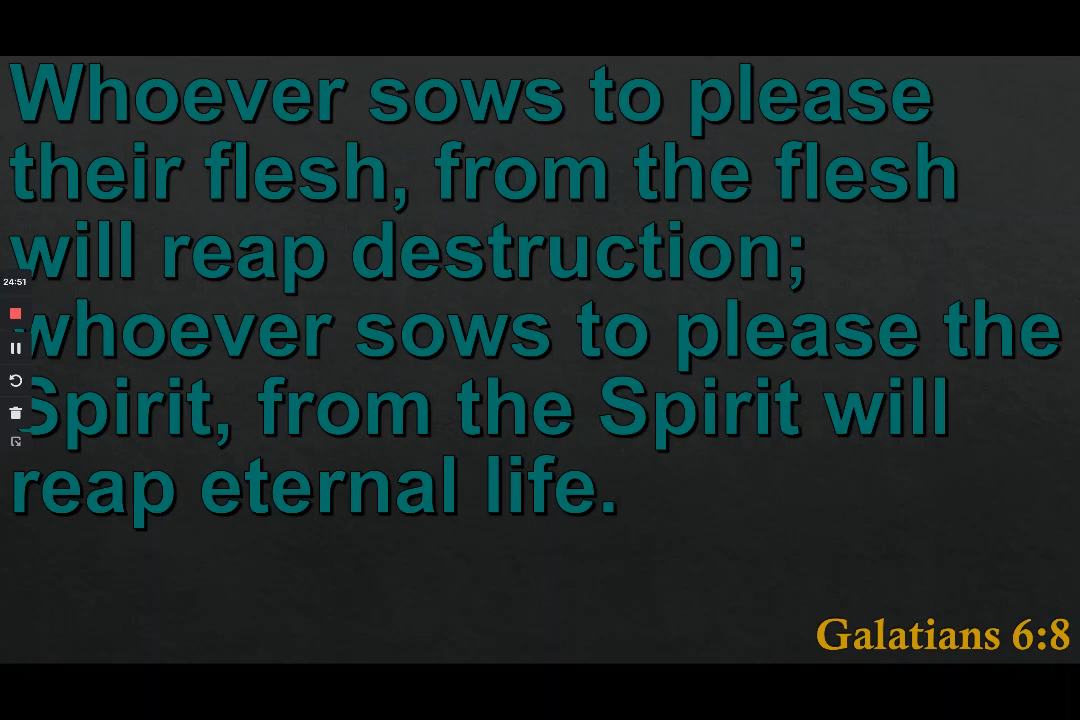 Whoever sows to please
their flesh, from the flesh
will reap destruction;
24:51
whoever sows to please the
Spirit, from the Spirit will
reap eternal life.
Galatians 6:8